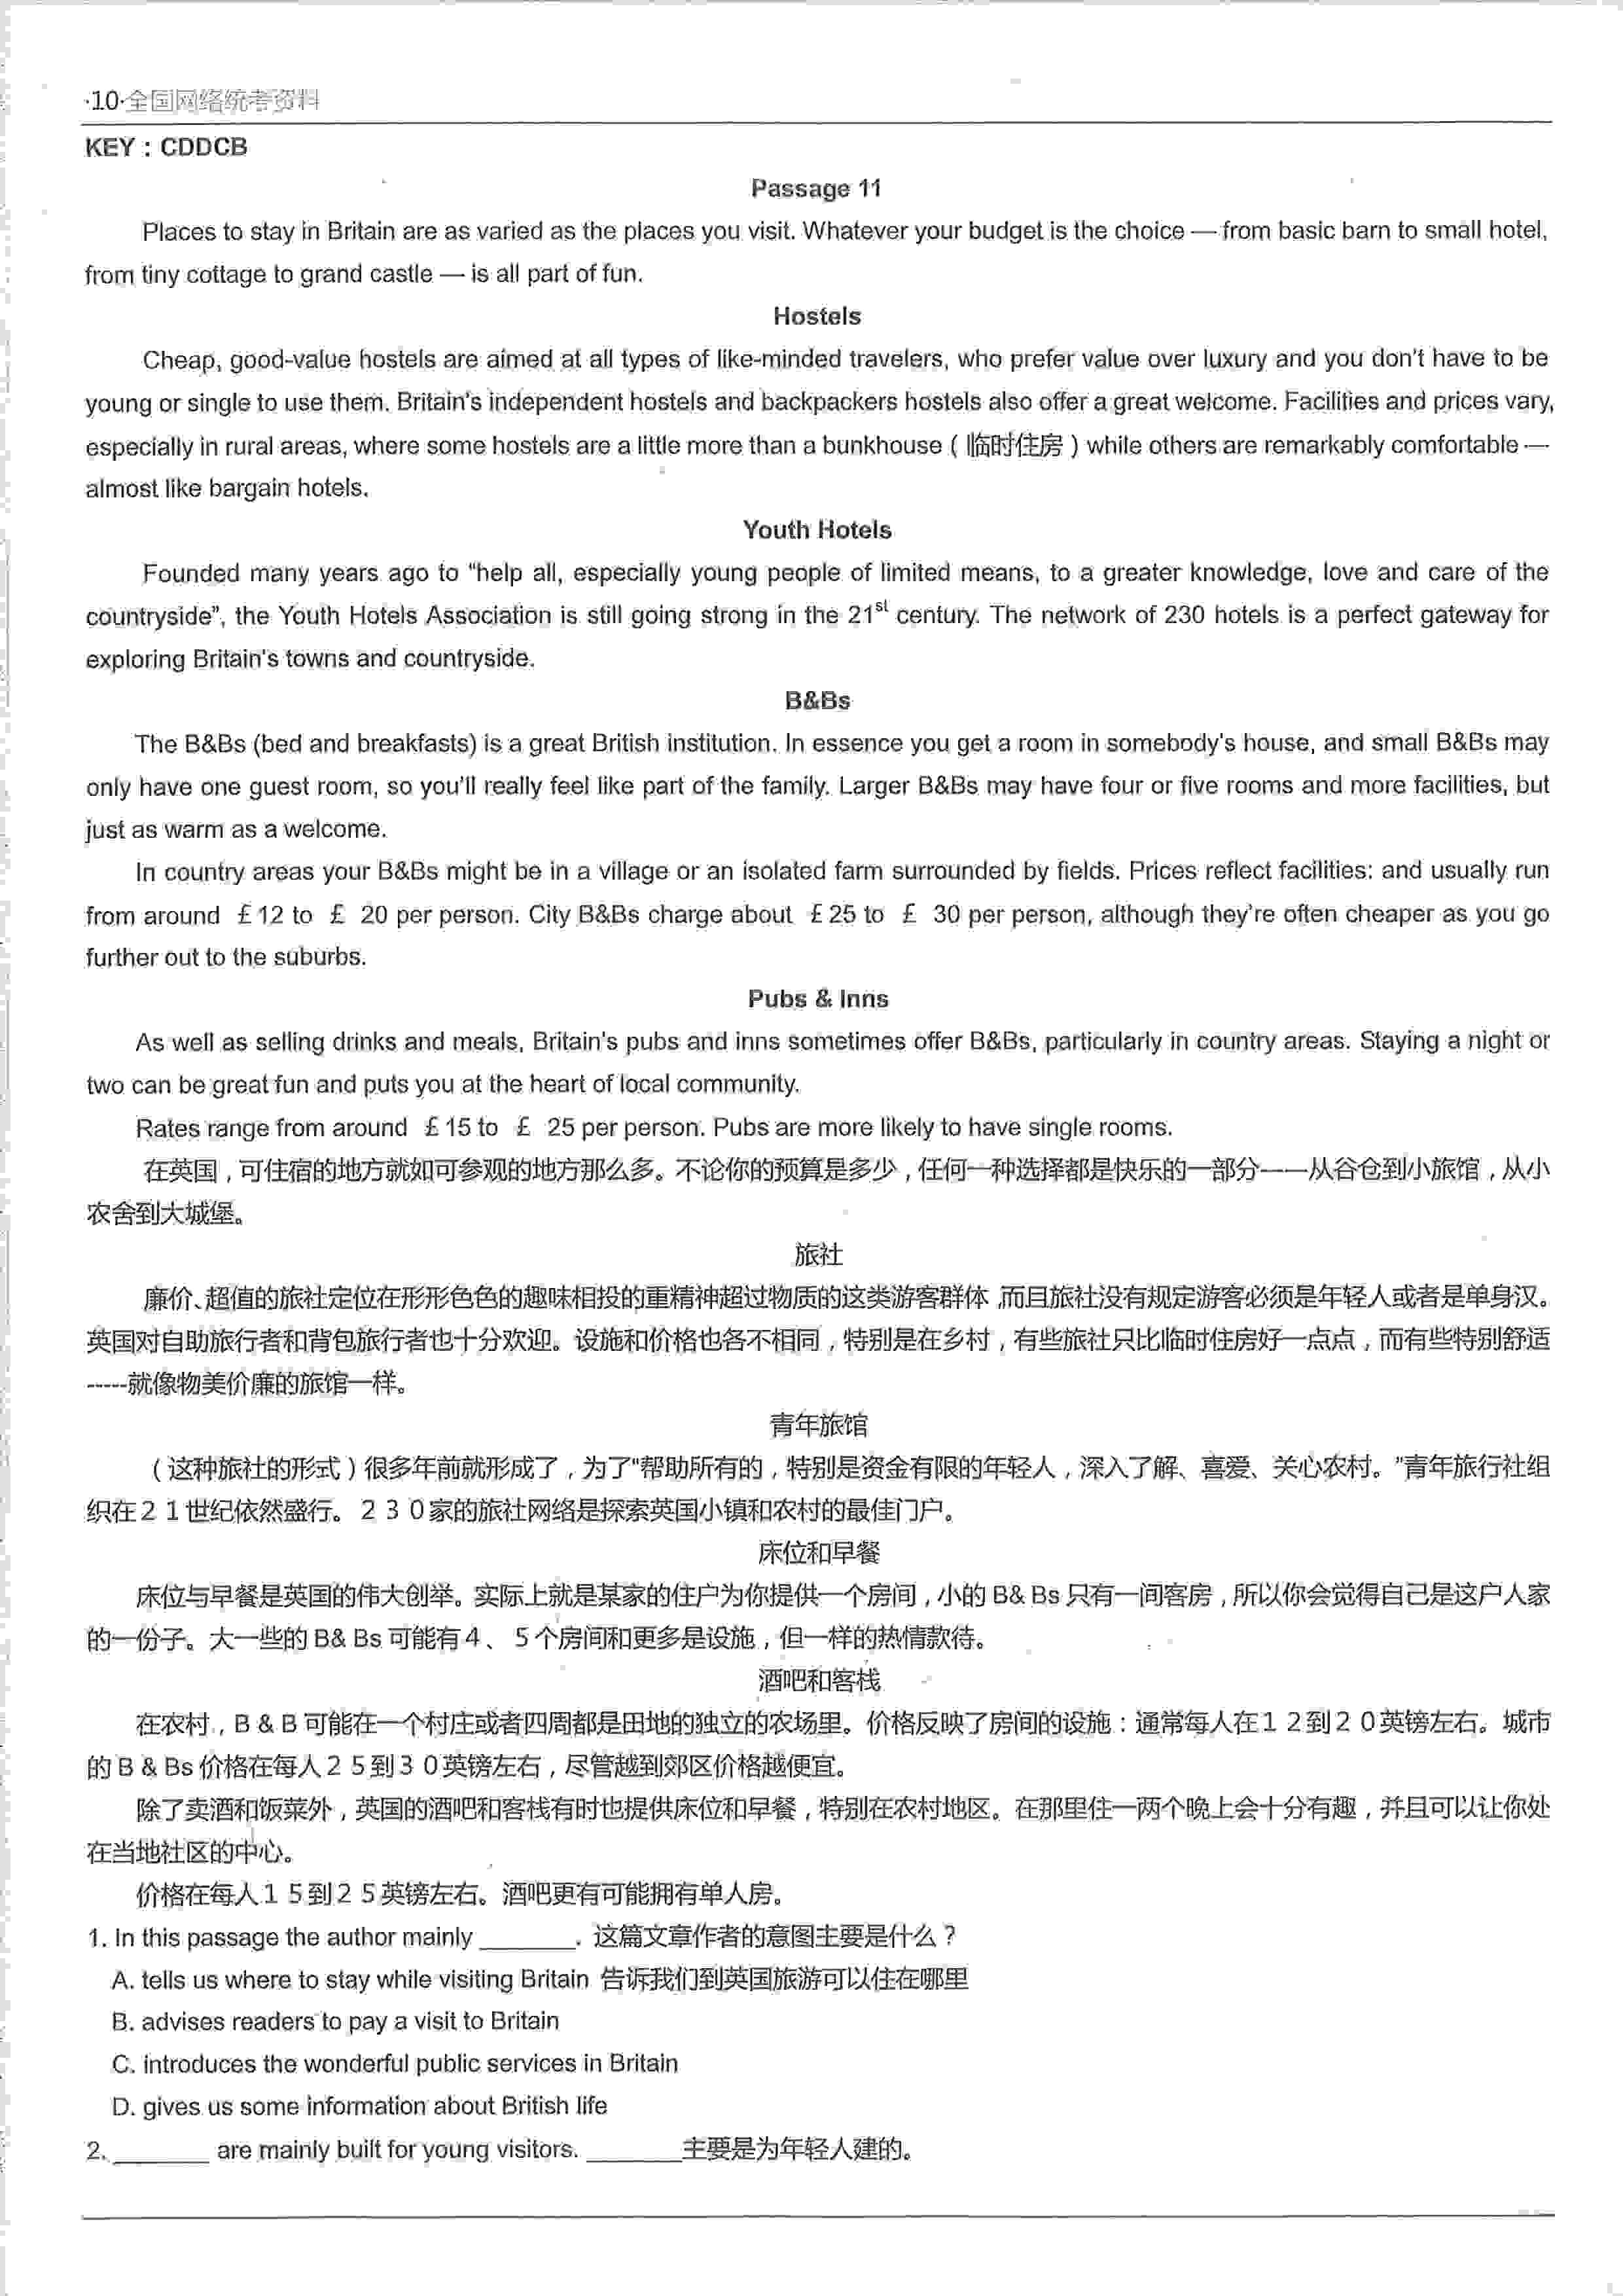 ·10·全国网络统考资料
KEY : CDDCB
Passage 11
Places to stay in Britain are as varied as the places you visit. Whatever your budget is the choice — from basic barn to small hotel,
from tiny cottage to grand castle — is all part of fun.
Hostels
Cheap, good-value hostels are aimed at all types of like-minded travelers, who prefer value over luxury and you don't have to be
young or single to use them. Britain's independent hostels and backpackers hostels also offer a great welcome. Facilities and prices vary,
especially in rural areas, where some hostels are a little more than a bunkhouse ( 临时住房 ) while others are remarkably comfortable —
almost like bargain hotels.
Youth Hotels
Founded many years ago to “help all, especially young people of limited means, to a greater knowledge, love and care of the
countryside”, the Youth Hotels Association is still going strong in the 21st century. The network of 230 hotels is a perfect gateway for
exploring Britain's towns and countryside.
B&Bs
The B&Bs (bed and breakfasts) is a great British institution. In essence you get a room in somebody's house, and small B&Bs may
only have one guest room, so you'll really feel like part of the family. Larger B&Bs may have four or five rooms and more facilities, but
just as warm as a welcome.
In country areas your B&Bs might be in a village or an isolated farm surrounded by fields. Prices reflect facilities: and usually run
from around £12 to £ 20 per person. City B&Bs charge about £25 to £ 30 per person, although they're often cheaper as you go
further out to the suburbs.
Pubs & Inns
As well as selling drinks and meals, Britain's pubs and inns sometimes offer B&Bs, particularly in country areas. Staying a night or
two can be great fun and puts you at the heart of local community.
Rates range from around £15 to £ 25 per person. Pubs are more likely to have single rooms.
在英国，可住宿的地方就如可参观的地方那么多。不论你的预算是多少，任何一种选择都是快乐的一部分——从谷仓到小旅馆，从小
农舍到大城堡。
旅社
廉价、超值的旅社定位在形形色色的趣味相投的重精神超过物质的这类游客群体,而且旅社没有规定游客必须是年轻人或者是单身汉。
英国对自助旅行者和背包旅行者也十分欢迎。设施和价格也各不相同，特别是在乡村，有些旅社只比临时住房好一点点，而有些特别舒适
-----就像物美价廉的旅馆一样。
青年旅馆
（这种旅社的形式）很多年前就形成了，为了"帮助所有的，特别是资金有限的年轻人，深入了解、喜爱、关心农村。"青年旅行社组
织在２１世纪依然盛行。２３０家的旅社网络是探索英国小镇和农村的最佳门户。
床位和早餐
床位与早餐是英国的伟大创举。实际上就是某家的住户为你提供一个房间，小的 B& Bs 只有一间客房，所以你会觉得自己是这户人家
的一份子。大一些的 B& Bs 可能有４、５个房间和更多是设施，但一样的热情款待。
酒吧和客栈
在农村，B & B 可能在一个村庄或者四周都是田地的独立的农场里。价格反映了房间的设施：通常每人在１２到２０英镑左右。城市
的 B & Bs 价格在每人２５到３０英镑左右，尽管越到郊区价格越便宜。
除了卖酒和饭菜外，英国的酒吧和客栈有时也提供床位和早餐，特别在农村地区。在那里住一两个晚上会十分有趣，并且可以让你处
在当地社区的中心。
价格在每人１５到２５英镑左右。酒吧更有可能拥有单人房。
1. In this passage the author mainly _______. 这篇文章作者的意图主要是什么？
A. tells us where to stay while visiting Britain 告诉我们到英国旅游可以住在哪里
B. advises readers to pay a visit to Britain
C. introduces the wonderful public services in Britain
D. gives us some information about British life
2. _______ are mainly built for young visitors. _______主要是为年轻人建的。